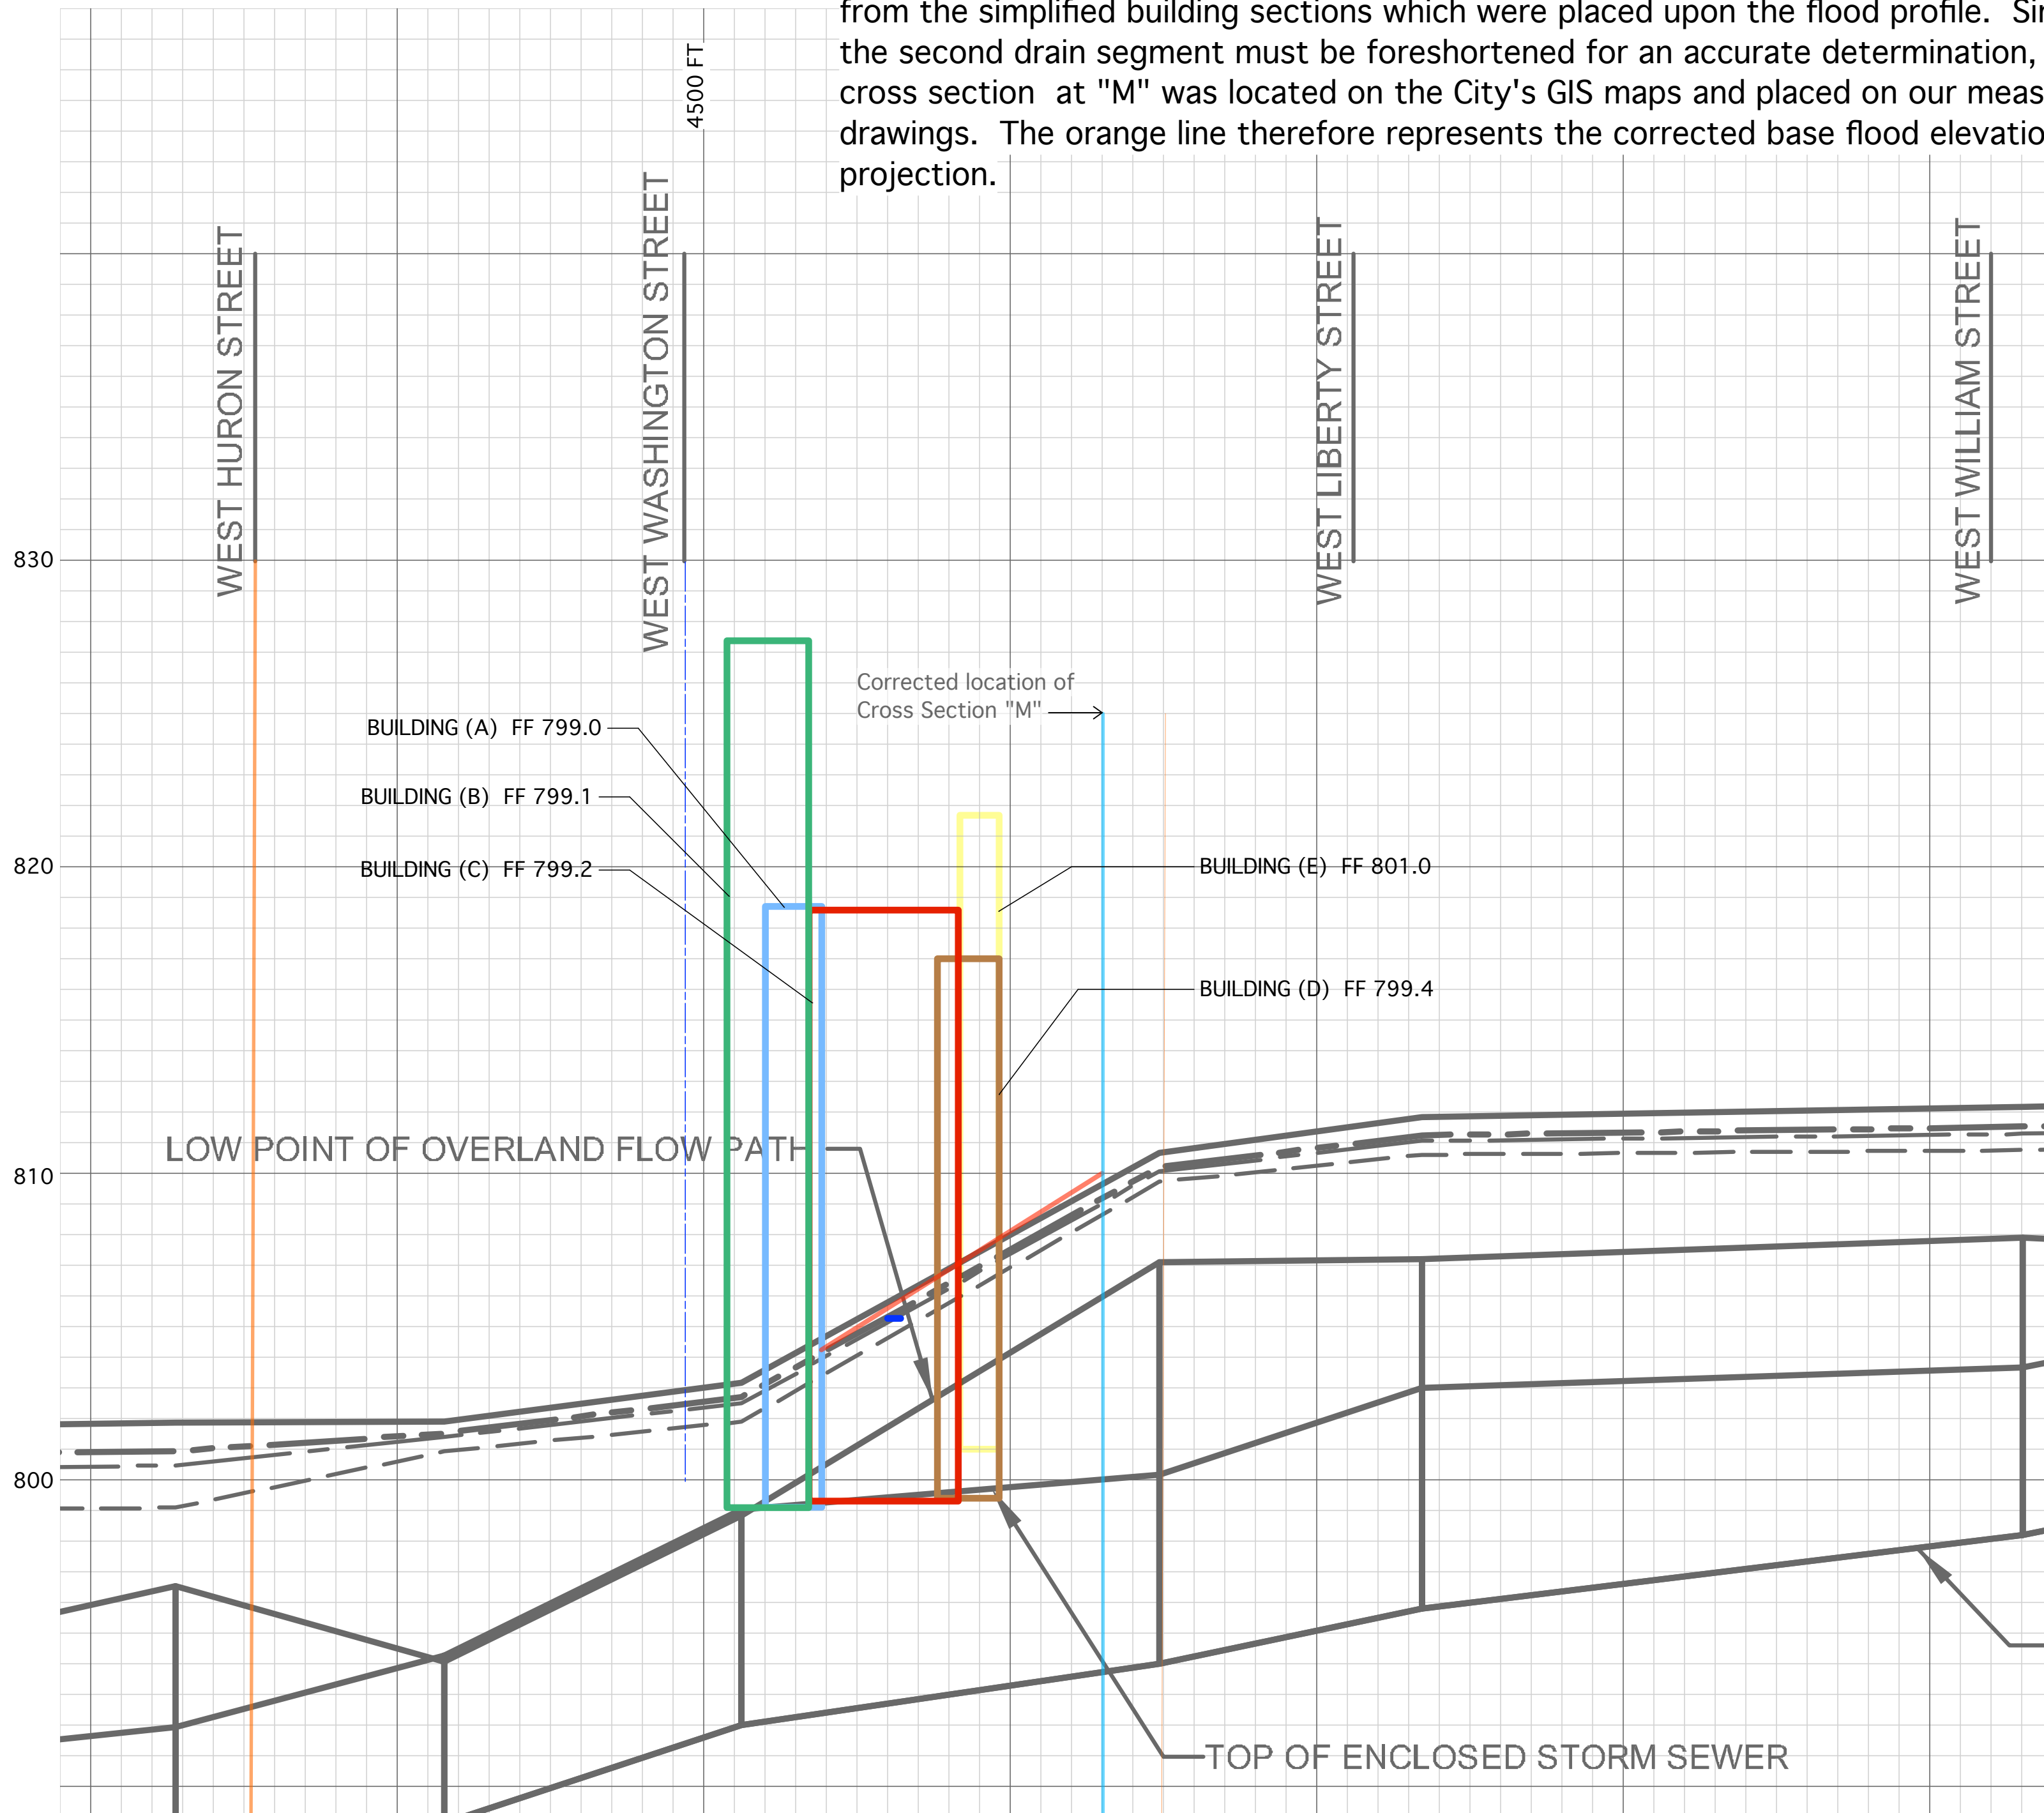 from the simplified building sections which were placed upon the flood profile.
the second drain segment must be foreshortened for an accurate determination,
cross section at "M" was located on the City's GIS maps and placed on our
drawings. The orange line therefore represents the corrected base flood
projection.
4500 FT
WEST HURON STREET
WEST WASHINGTON STREET
WEST LIBERTY STREET
WEST WILLIAM STREET
830
Corrected location of
Cross Section "M"
BUILDING (A) FF 799.0
BUILDING (B) FF 799.1
820
BUILDING (C) FF 799.2
BUILDING (E) FF 801.0
BUILDING (D) FF 799.4
LOW POINT OF OVERLAND FLOW PATH
810
800
TOP OF ENCLOSED STORM SEWER